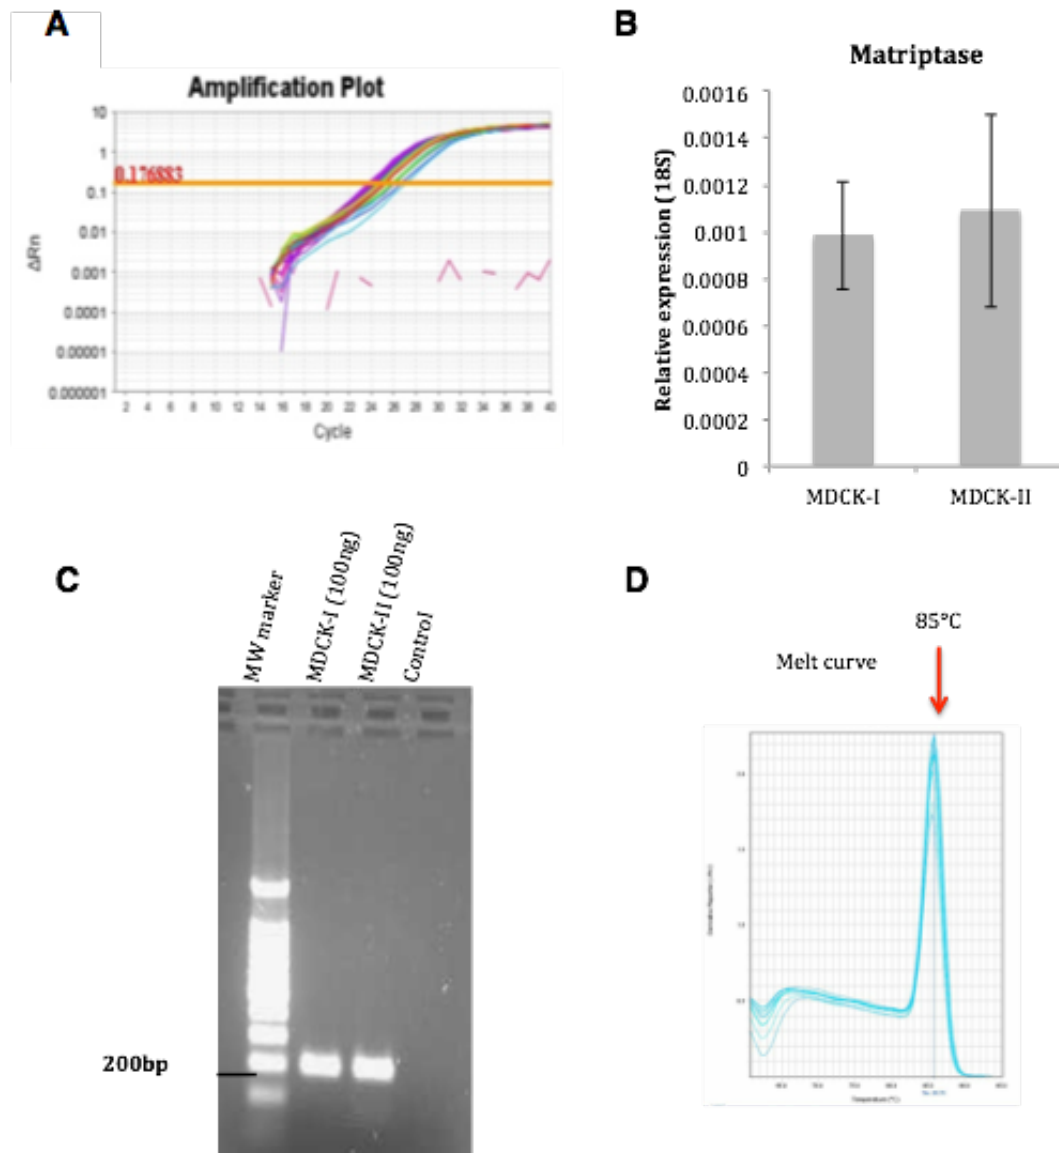 A
Amplification Plot
10
1
0.176883
0.1
0.01
0.001
0.0001
0.00001
0.000001
ΔRn
2 4 6 8 10 12 14 16 18 20 22 24 26 28 30 32 34 36 38 40
Cycle
B
Matriptase
Relative expression (18S)
0.0016
0.0014
0.0012
0.001
0.0008
0.0006
0.0004
0.0002
0
MDCK-I MDCK-II
C
MW marker
MDCK-I (100ng)
MDCK-II (100ng)
Control
200bp
D
85°C
Melt curve
Temperature (°C)